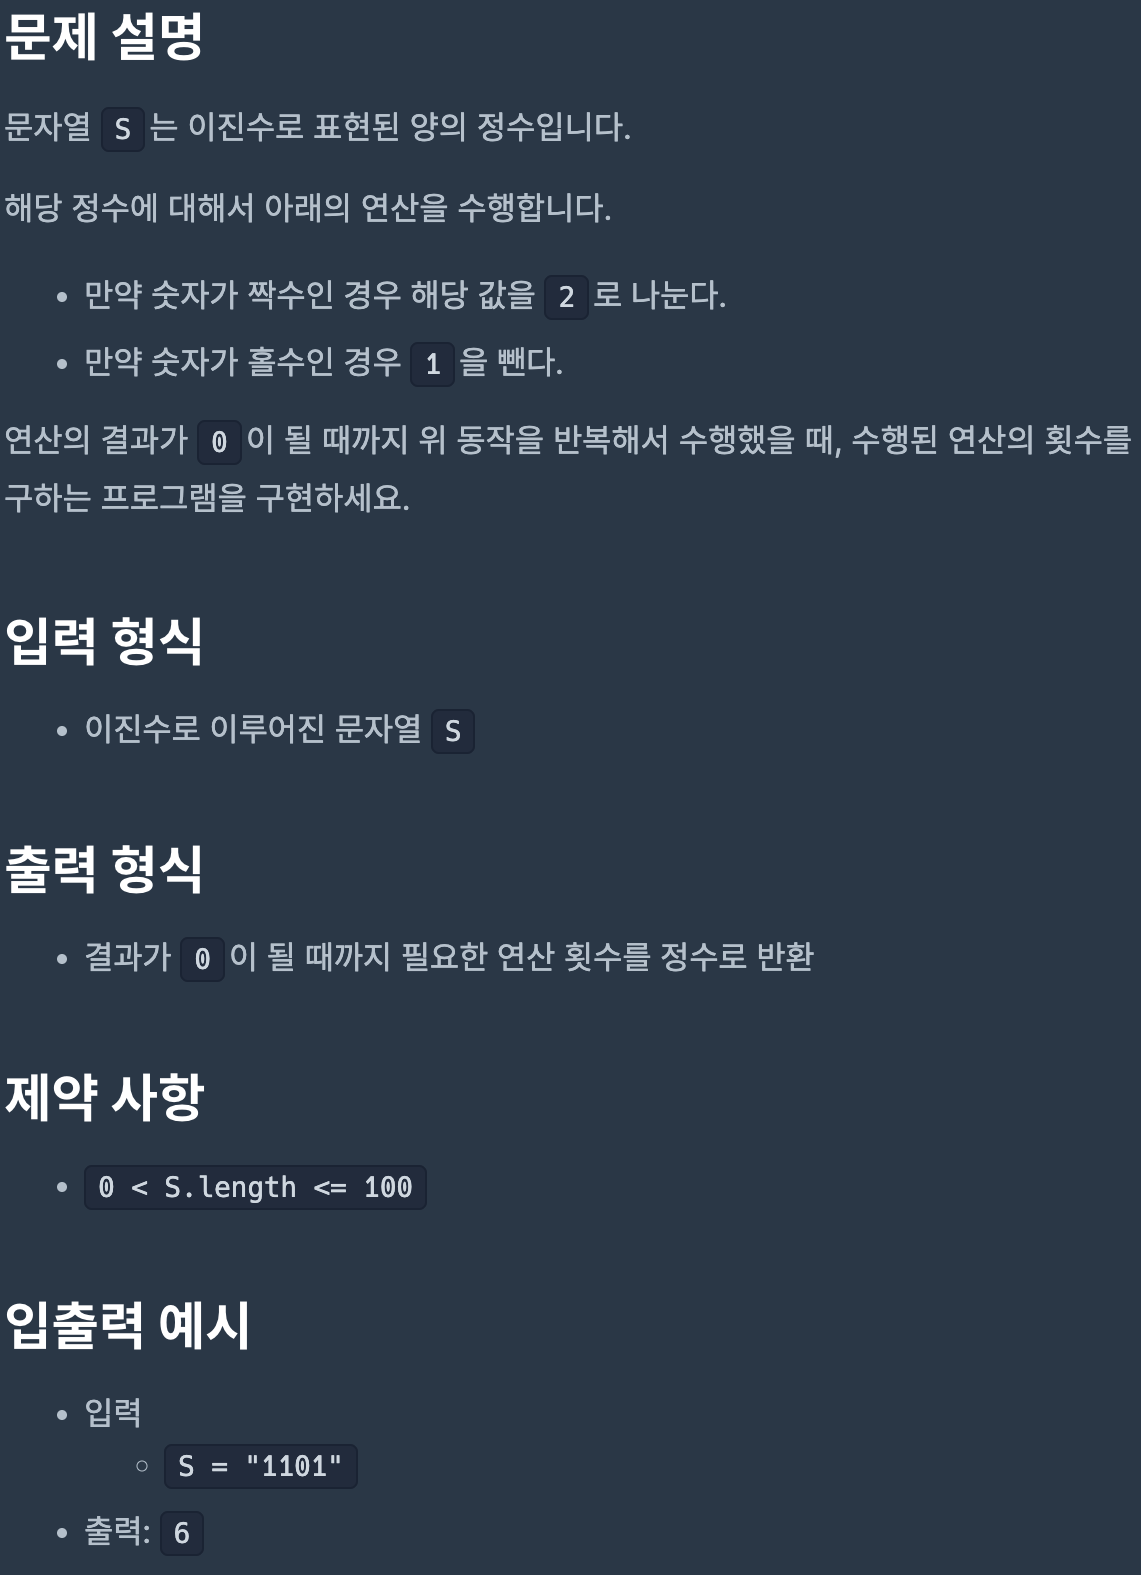 문제 설명
문자열 S 는 이진수로 표현된 양의 정수입니다.
해당 정수에 대해서 아래의 연산을 수행합니다.
• 만약 숫자가 짝수인 경우 해당 값을 2 로 나눈다.
• 만약 숫자가 홀수인 경우 1 을 뺀다.
연산의 결과가 0 이 될 때까지 위 동작을 반복해서 수행했을 때, 수행된 연산의 횟수를
구하는 프로그램을 구현하세요.
입력 형식
• 이진수로 이루어진 문자열 S
출력 형식
• 결과가 0 이 될 때까지 필요한 연산 횟수를 정수로 반환
제약 사항
• 0 < S.length <= 100
입출력 예시
• 입력
◦ S = "1101"
• 출력: 6